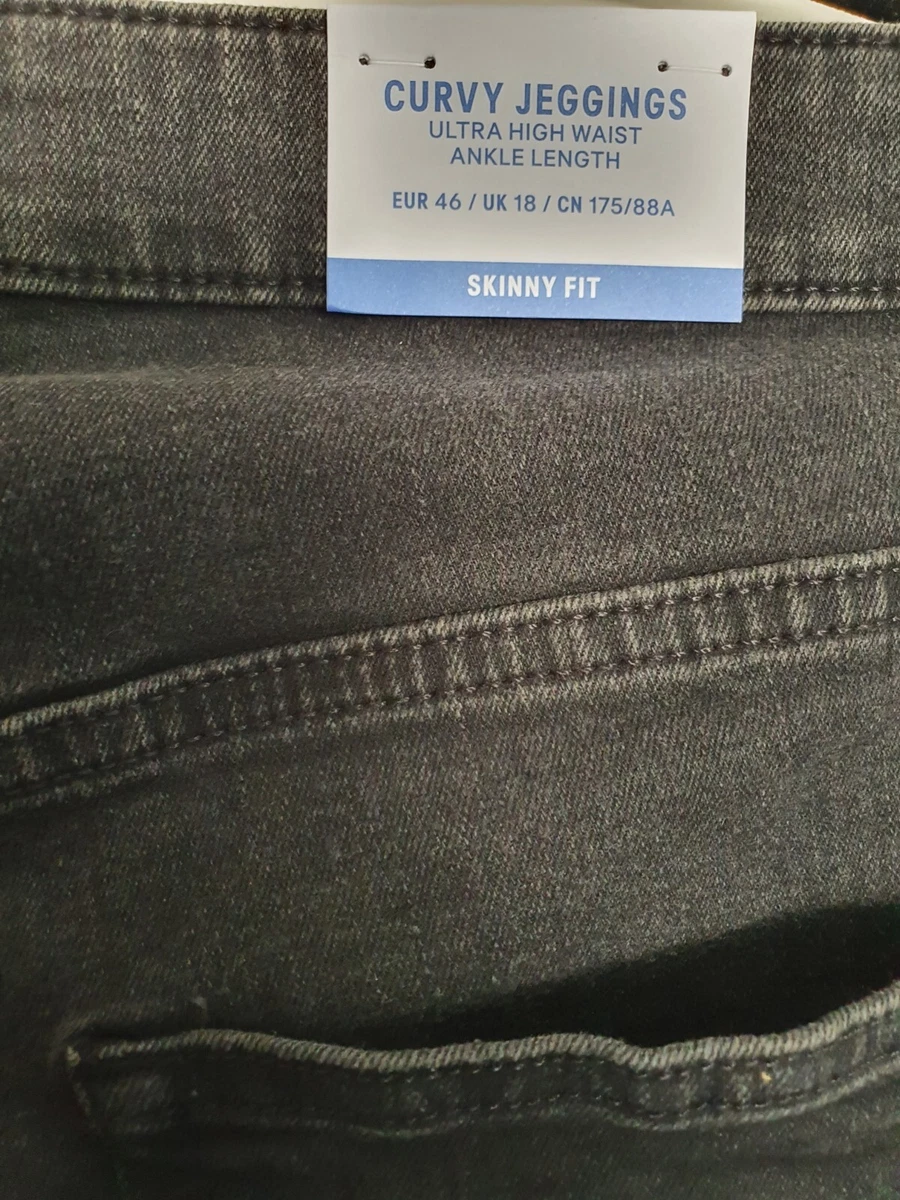 CURVY JEGGINGS
ULTRA HIGH WAIST
ANKLE LENGTH
EUR 46 / UK 18 / CN 175/88A
SKINNY FIT